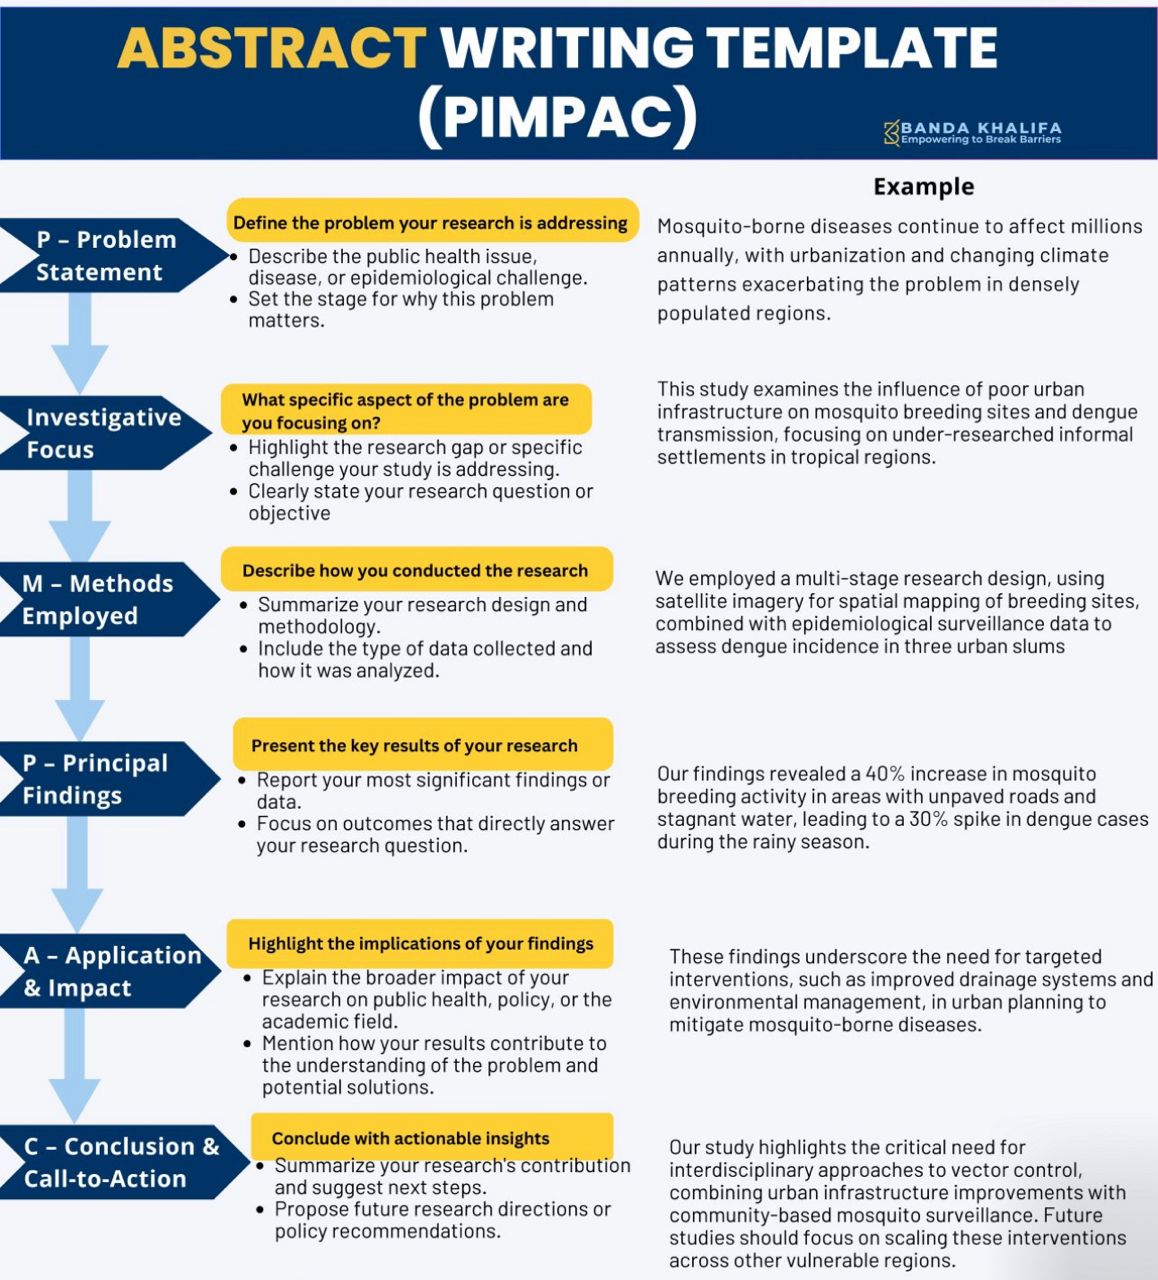 ABSTRACT WRITING TEMPLATE
(PIMPAC)
BANDA KHALIFA
Empowering to Break Barriers
Example
P – Problem
Statement
Define the problem your research is addressing
• Describe the public health issue,
disease, or epidemiological challenge.
• Set the stage for why this problem
matters.
Mosquito-borne diseases continue to affect millions
annually, with urbanization and changing climate
patterns exacerbating the problem in densely
populated regions.
Investigative
Focus
What specific aspect of the problem are
you focusing on?
• Highlight the research gap or specific
challenge your study is addressing.
• Clearly state your research question or
objective
This study examines the influence of poor urban
infrastructure on mosquito breeding sites and dengue
transmission, focusing on under-researched informal
settlements in tropical regions.
M – Methods
Employed
Describe how you conducted the research
• Summarize your research design and
methodology.
• Include the type of data collected and
how it was analyzed.
We employed a multi-stage research design, using
satellite imagery for spatial mapping of breeding sites,
combined with epidemiological surveillance data to
assess dengue incidence in three urban slums
P – Principal
Findings
Present the key results of your research
• Report your most significant findings or
data.
• Focus on outcomes that directly answer
your research question.
Our findings revealed a 40% increase in mosquito
breeding activity in areas with unpaved roads and
stagnant water, leading to a 30% spike in dengue cases
during the rainy season.
A – Application
& Impact
Highlight the implications of your findings
• Explain the broader impact of your
research on public health, policy, or the
academic field.
• Mention how your results contribute to
the understanding of the problem and
potential solutions.
These findings underscore the need for targeted
interventions, such as improved drainage systems and
environmental management, in urban planning to
mitigate mosquito-borne diseases.
C – Conclusion &
Call-to-Action
Conclude with actionable insights
• Summarize your research's contribution
and suggest next steps.
• Propose future research directions or
policy recommendations.
Our study highlights the critical need for
interdisciplinary approaches to vector control,
combining urban infrastructure improvements with
community-based mosquito surveillance. Future
studies should focus on scaling these interventions
across other vulnerable regions.